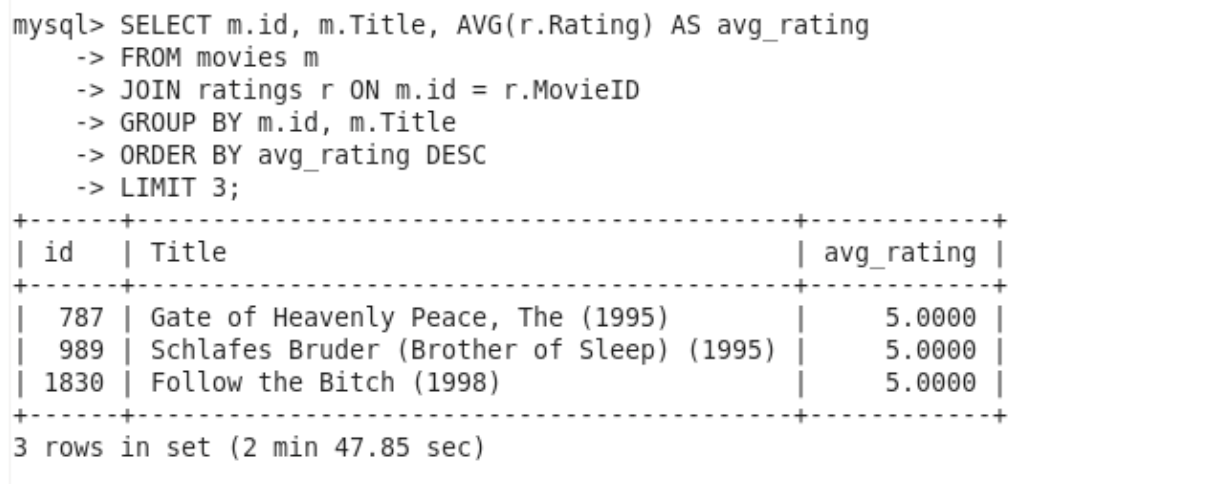 mysql> SELECT m.id, m.Title, AVG(r.Rating) AS avg_rating
    -> FROM movies m
    -> JOIN ratings r ON m.id = r.MovieID
    -> GROUP BY m.id, m.Title
    -> ORDER BY avg_rating DESC
    -> LIMIT 3;
+------+--------------------------------------------+------------+
| id   | Title                                      | avg_rating |
+------+--------------------------------------------+------------+
|  787 | Gate of Heavenly Peace, The (1995)         |     5.0000 |
|  989 | Schlafes Bruder (Brother of Sleep) (1995) |     5.0000 |
| 1830 | Follow the Bitch (1998)                    |     5.0000 |
+------+--------------------------------------------+------------+
3 rows in set (2 min 47.85 sec)